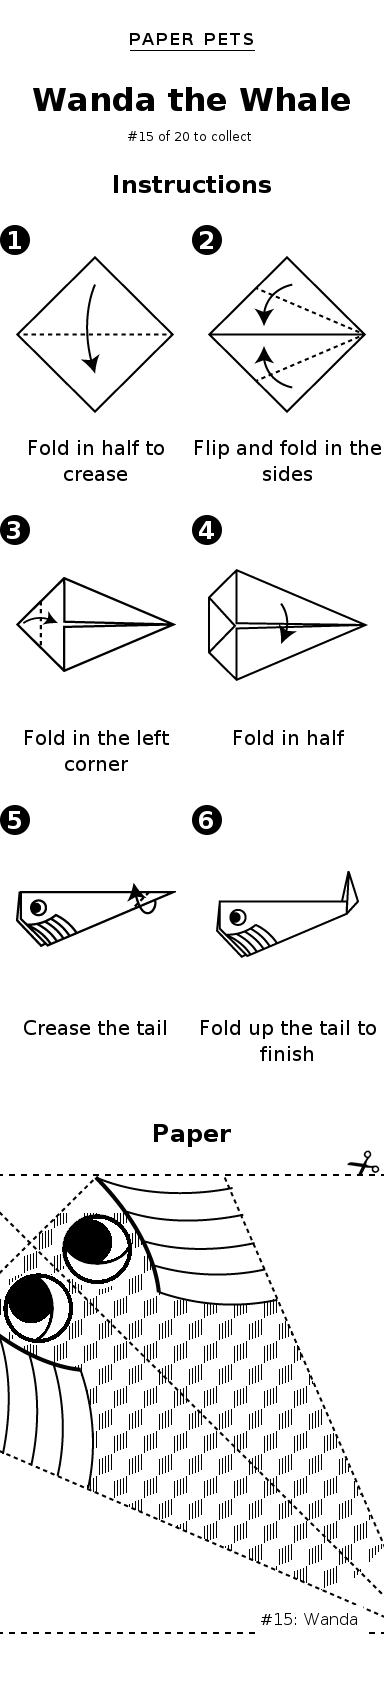 PAPER PETS
Wanda the Whale
#15 of 20 to collect
Instructions
1
2
Fold in half to
crease
Flip and fold in the
sides
3
4
Fold in the left
corner
Fold in half
5
6
Crease the tail
Fold up the tail to
finish
Paper
#15: Wanda